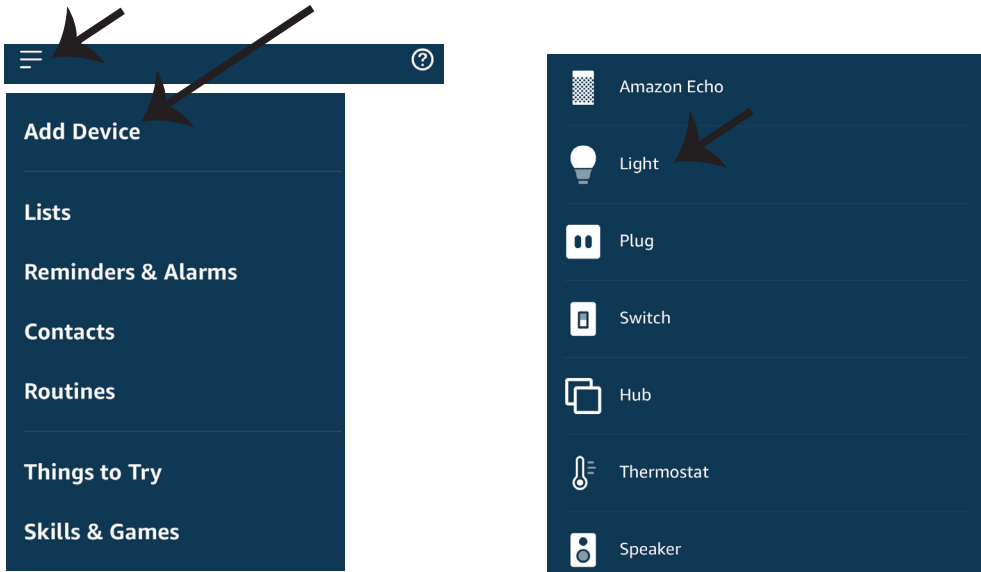 ?
Add Device
Lists
Reminders & Alarms
Contacts
Routines
Things to Try
Skills & Games
Amazon Echo
Light
Plug
Switch
Hub
Thermostat
Speaker